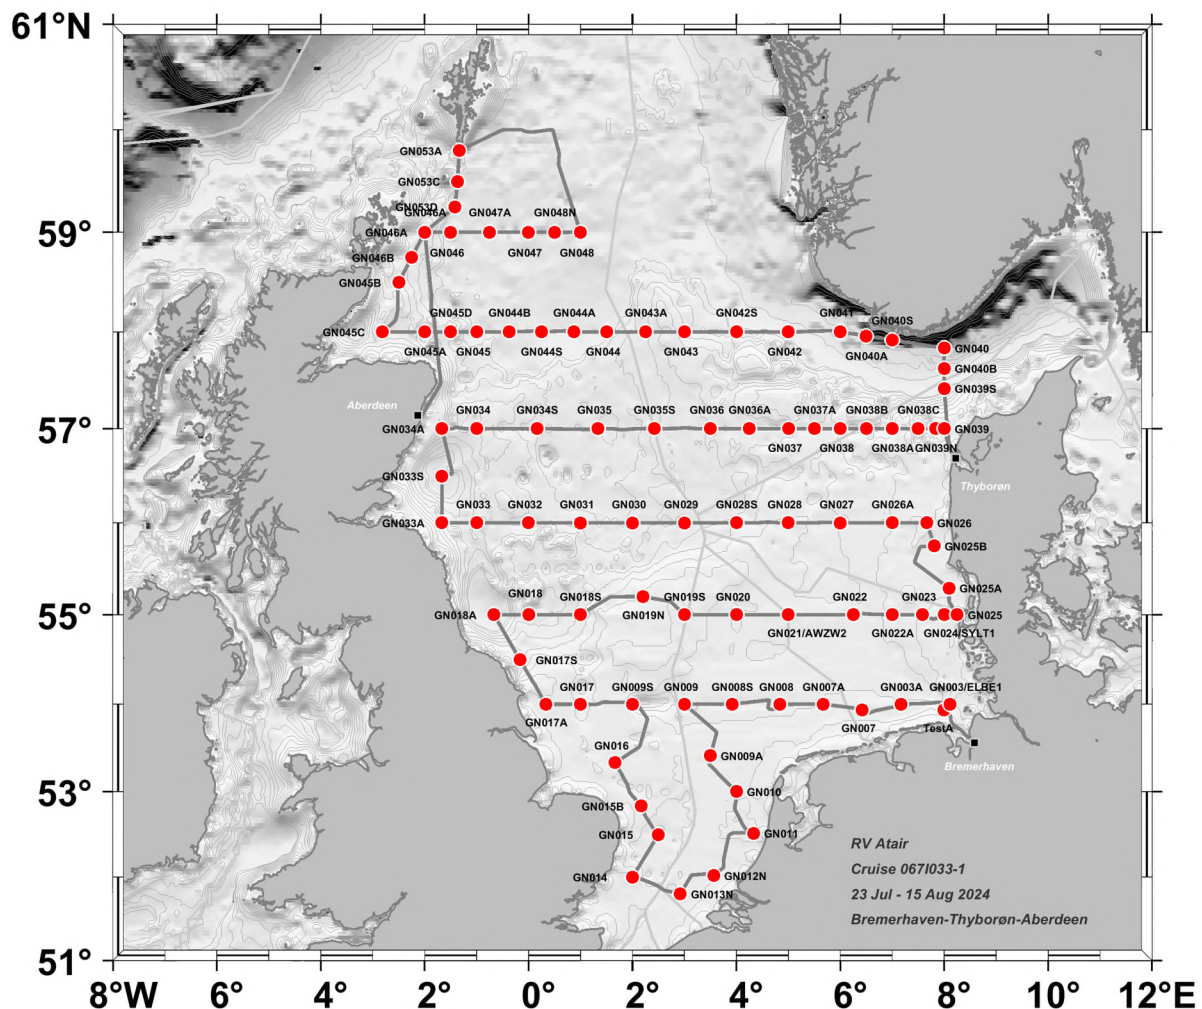 61°N
GN053A
GN053C
GN053D
GN046A
GN047A
GN048N
59°
GN046A
GN046
GN047
GN048
GN046B
GN045B
GN045D
GN044B
GN044A
GN043A
GN042S
GN041
GN040S
GN045C
GN045A
GN045
GN044S
GN044
GN043
GN042
GN040A
GN040
GN040B
GN039S
Aberdeen
GN034
GN034S
GN035
GN035S
GN036
GN036A
GN037A
GN038B
GN038C
57°
GN034A
GN039
GN037
GN038
GN038A
GN039N
GN033S
Thyborøn
GN033
GN032
GN031
GN030
GN029
GN028S
GN028
GN027
GN026A
GN033A
GN026
GN025B
GN025A
GN018
GN018S
GN019S
GN020
GN022
GN023
55°
GN018A
GN019N
GN025
GN021/AWZW2
GN022A
GN024/SYLT1
GN017S
GN017
GN009S
GN009
GN008S
GN008
GN007A
GN003A
GN003/ELBE1
GN017A
GN007
TestA
GN016
GN009A
Bremerhaven
53°
GN010
GN015B
GN015
GN011
GN014
GN012N
GN013N
RV Atair
Cruise 067I033-1
23 Jul - 15 Aug 2024
Bremerhaven-Thyborøn-Aberdeen
51°
8°W 6° 4° 2° 0° 2° 4° 6° 8° 10° 12°E